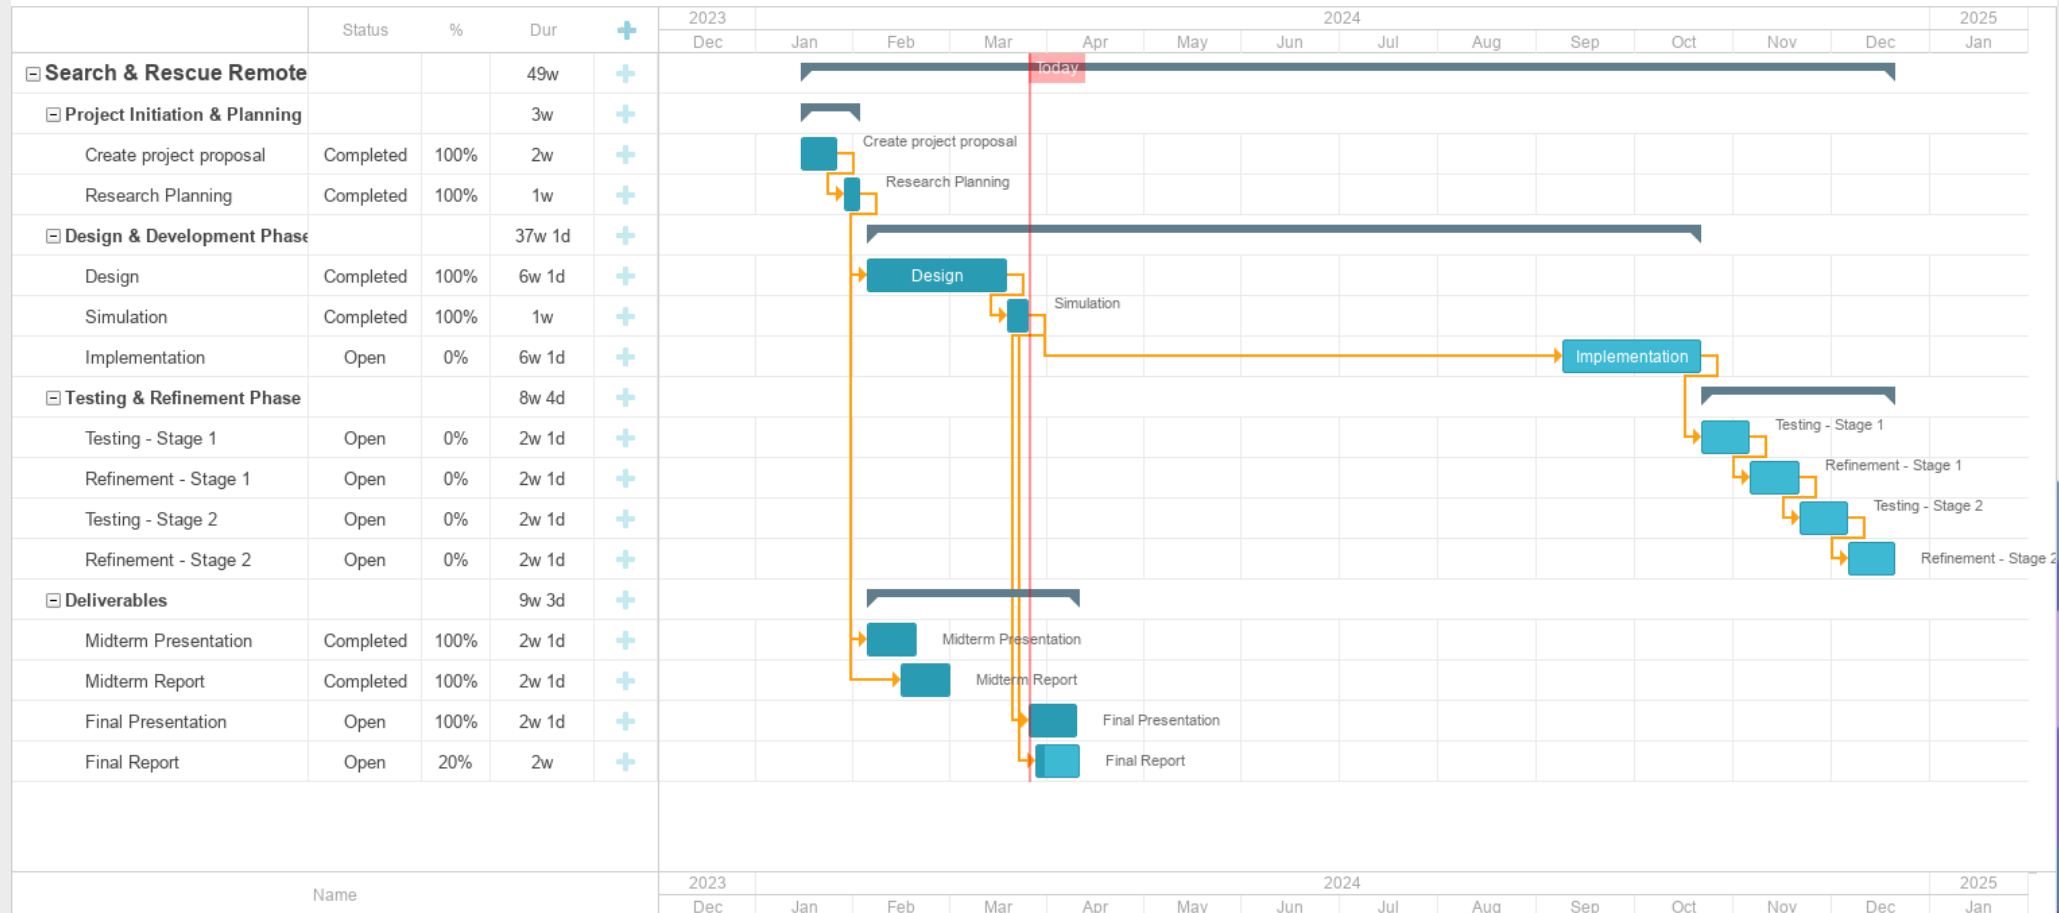 2023 2024 2025
Status % Dur
Dec Jan Feb Mar Apr May Jun Jul Aug Sep Oct Nov Dec Jan
Search & Rescue Remote 49w Today
Project Initiation & Planning 3w
Create project proposal Completed 100% 2w Create project proposal
Research Planning Completed 100% 1w Research Planning
Design & Development Phase 37w 1d
Design Completed 100% 6w 1d Design
Simulation Completed 100% 1w Simulation
Implementation Open 0% 6w 1d Implementation
Testing & Refinement Phase 8w 4d
Testing - Stage 1 Open 0% 2w 1d Testing - Stage 1
Refinement - Stage 1 Open 0% 2w 1d Refinement - Stage 1
Testing - Stage 2 Open 0% 2w 1d Testing - Stage 2
Refinement - Stage 2 Open 0% 2w 1d Refinement - Stage 2
Deliverables 9w 3d
Midterm Presentation Completed 100% 2w 1d Midterm Presentation
Midterm Report Completed 100% 2w 1d Midterm Report
Final Presentation Open 100% 2w 1d Final Presentation
Final Report Open 20% 2w Final Report
2023 2024 2025
Name
Dec Jan Feb Mar Apr May Jun Jul Aug Sep Oct Nov Dec Jan